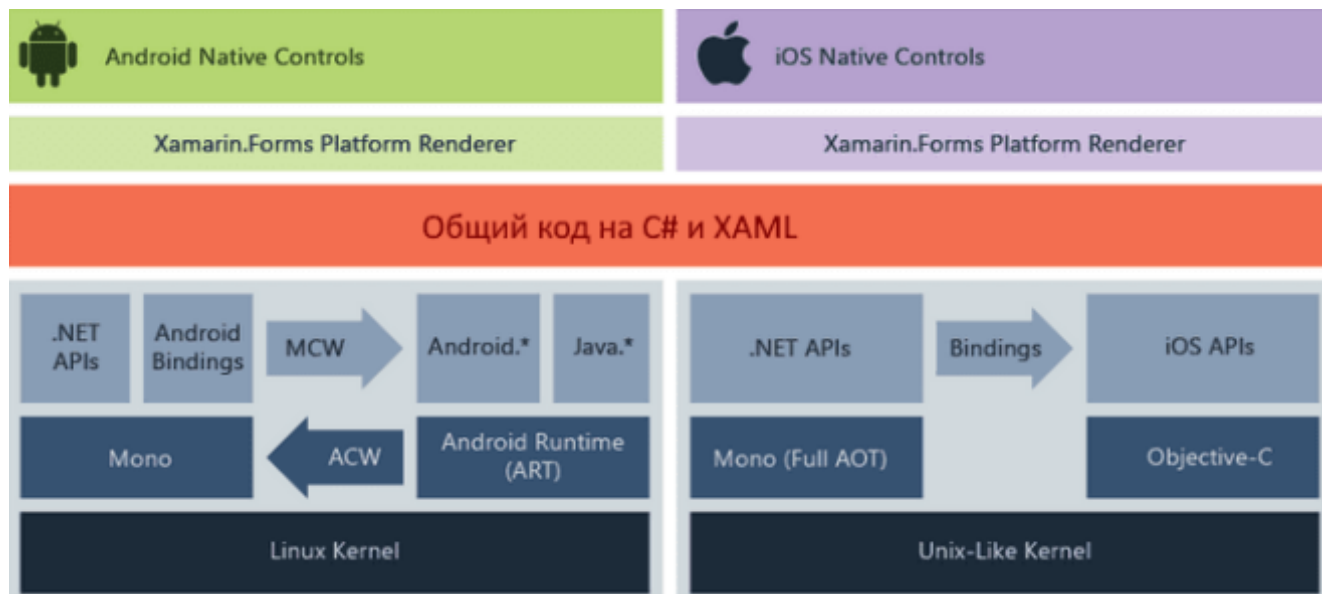 Android Native Controls
iOS Native Controls
Xamarin.Forms Platform Renderer
Xamarin.Forms Platform Renderer
Общий код на C# и XAML
.NET
APIs
Android
Bindings
MCW
Android.*
Java.*
.NET APIs
Bindings
iOS APIs
Mono
ACW
Android Runtime
(ART)
Mono (Full AOT)
Objective-C
Linux Kernel
Unix-Like Kernel